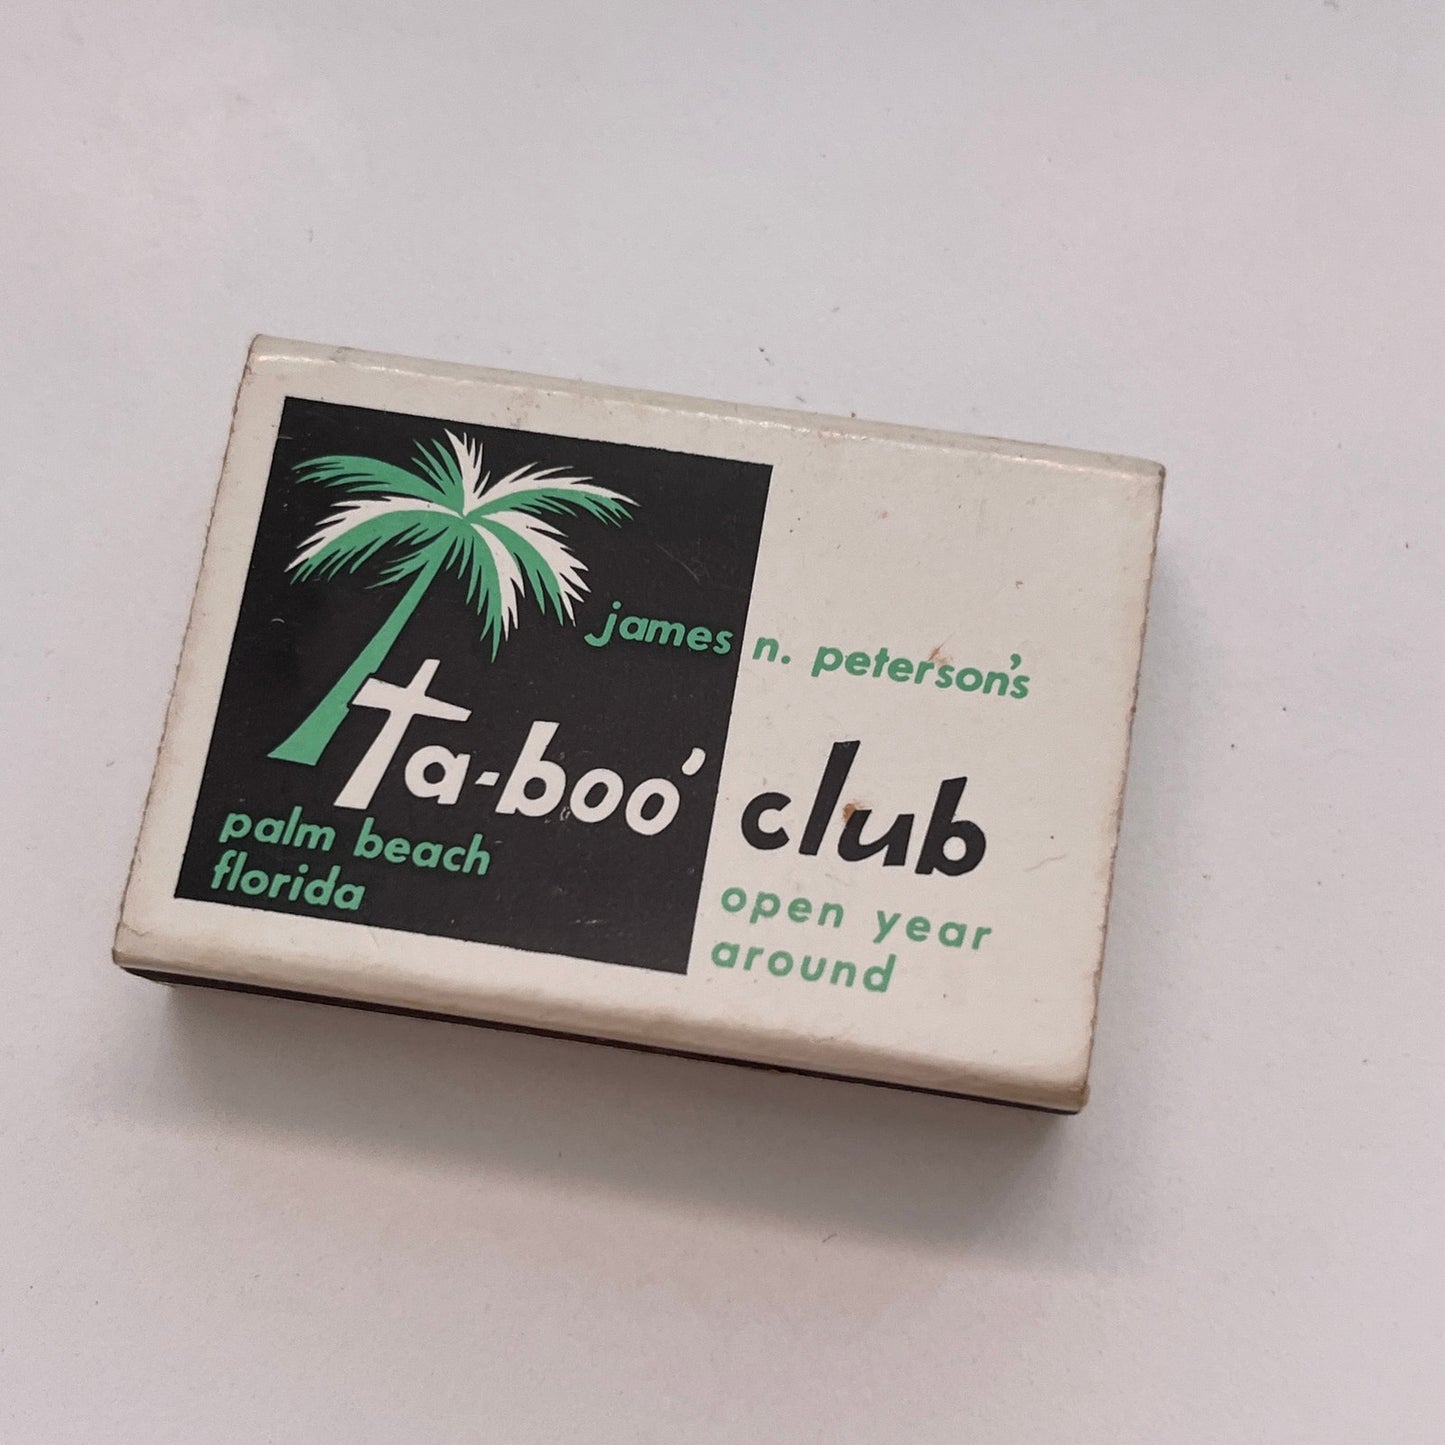 james n. peterson's
ta-boo' club
palm beach
florida
open year
around